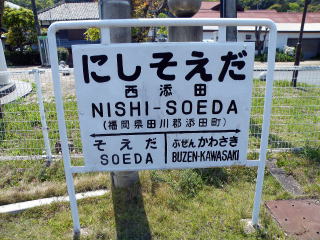 にしそえだ
西添田
NISHI-SOEDA
(福岡県田川郡添田町)
そえだ ぶぜんかわさき
SOEDA BUZEN-KAWASAKI